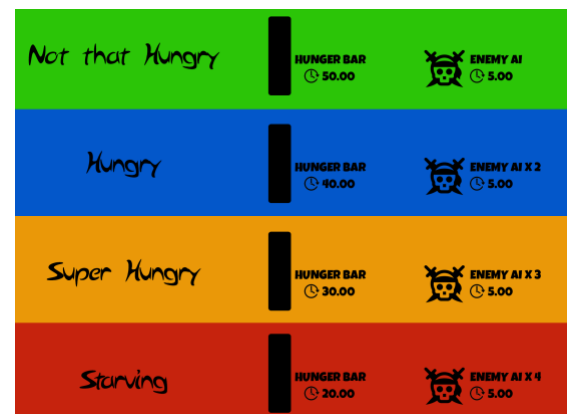 Not that Hungry
HUNGER BAR
50.00
ENEMY AI
5.00
Hungry
HUNGER BAR
40.00
ENEMY AI X 2
5.00
Super Hungry
HUNGER BAR
30.00
ENEMY AI X 3
5.00
Starving
HUNGER BAR
20.00
ENEMY AI X 4
5.00